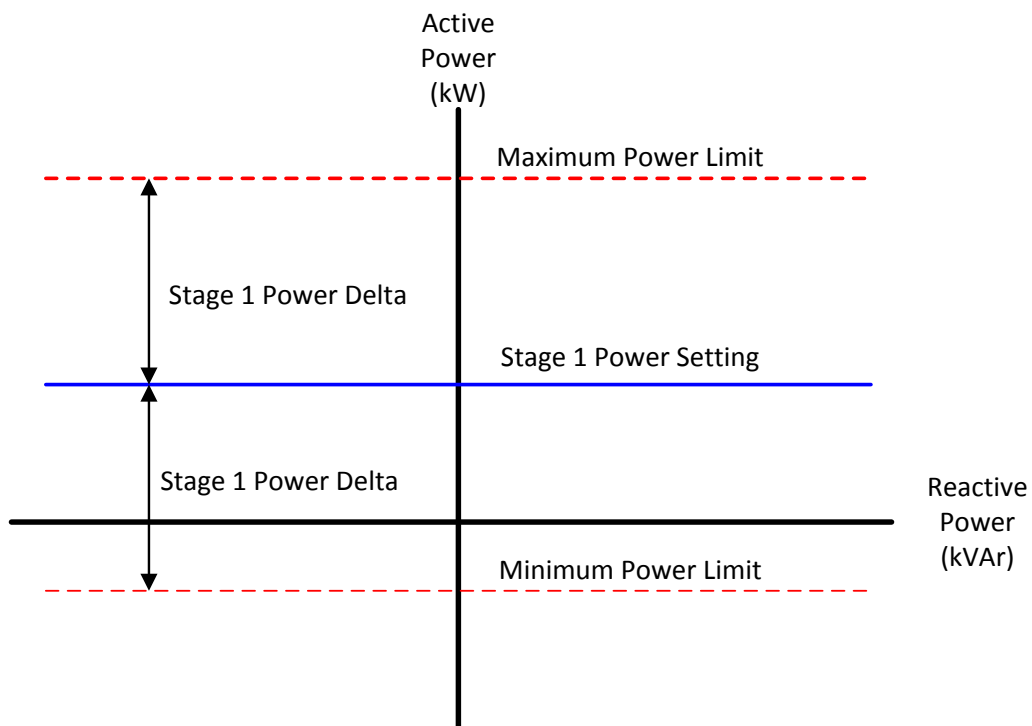 Active
Power
(kW)
Maximum Power Limit
Stage 1 Power Delta
Stage 1 Power Setting
Stage 1 Power Delta
Reactive
Power
(kVAr)
Minimum Power Limit